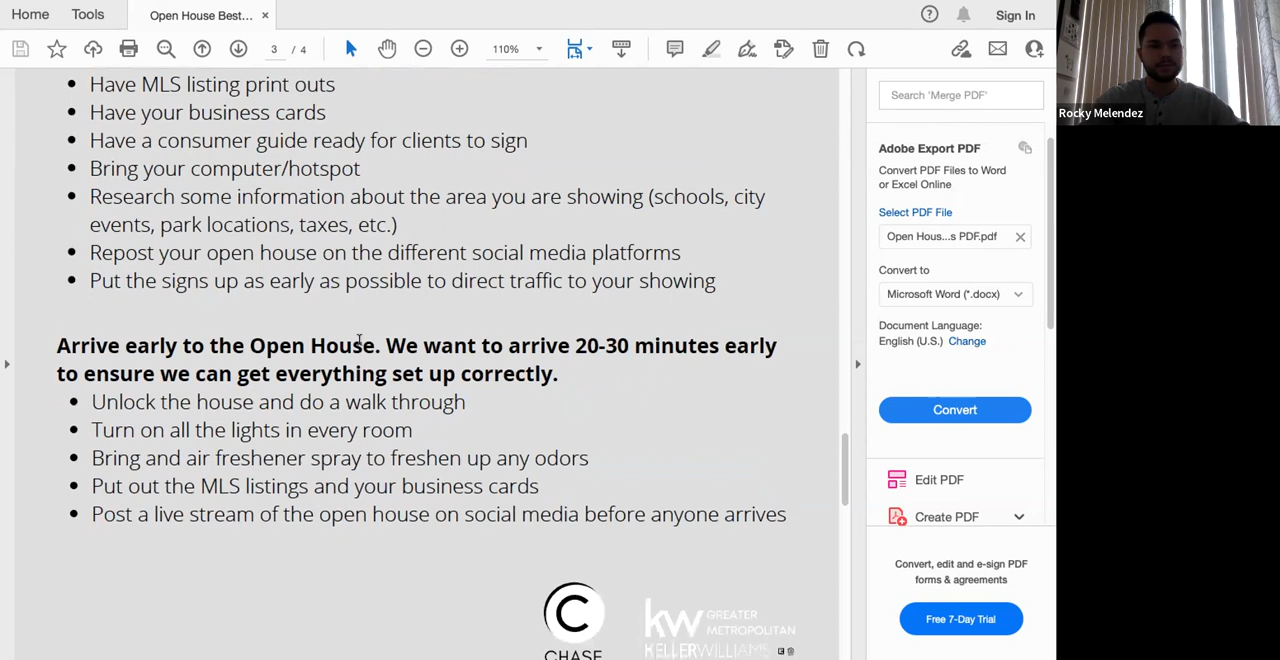 Home Tools Open House Best... × Sign In
3 / 4 110%
Rocky Melendez
Have MLS listing print outs
Have your business cards
Have a consumer guide ready for clients to sign
Bring your computer/hotspot
Research some information about the area you are showing (schools, city
events, park locations, taxes, etc.)
Repost your open house on the different social media platforms
Put the signs up as early as possible to direct traffic to your showing
Arrive early to the Open House. We want to arrive 20-30 minutes early
to ensure we can get everything set up correctly.
Unlock the house and do a walk through
Turn on all the lights in every room
Bring and air freshener spray to freshen up any odors
Put out the MLS listings and your business cards
Post a live stream of the open house on social media before anyone arrives
C
CHASE
kw GREATER
METROPOLITAN
KELLERWILLIAMS
Search 'Merge PDF'
Adobe Export PDF
Convert PDF Files to Word
or Excel Online
Select PDF File
Open Hous...s PDF.pdf
Convert to
Microsoft Word (*.docx)
Document Language:
English (U.S.) Change
Convert
Edit PDF
Create PDF
Convert, edit and e-sign PDF
forms & agreements
Free 7-Day Trial